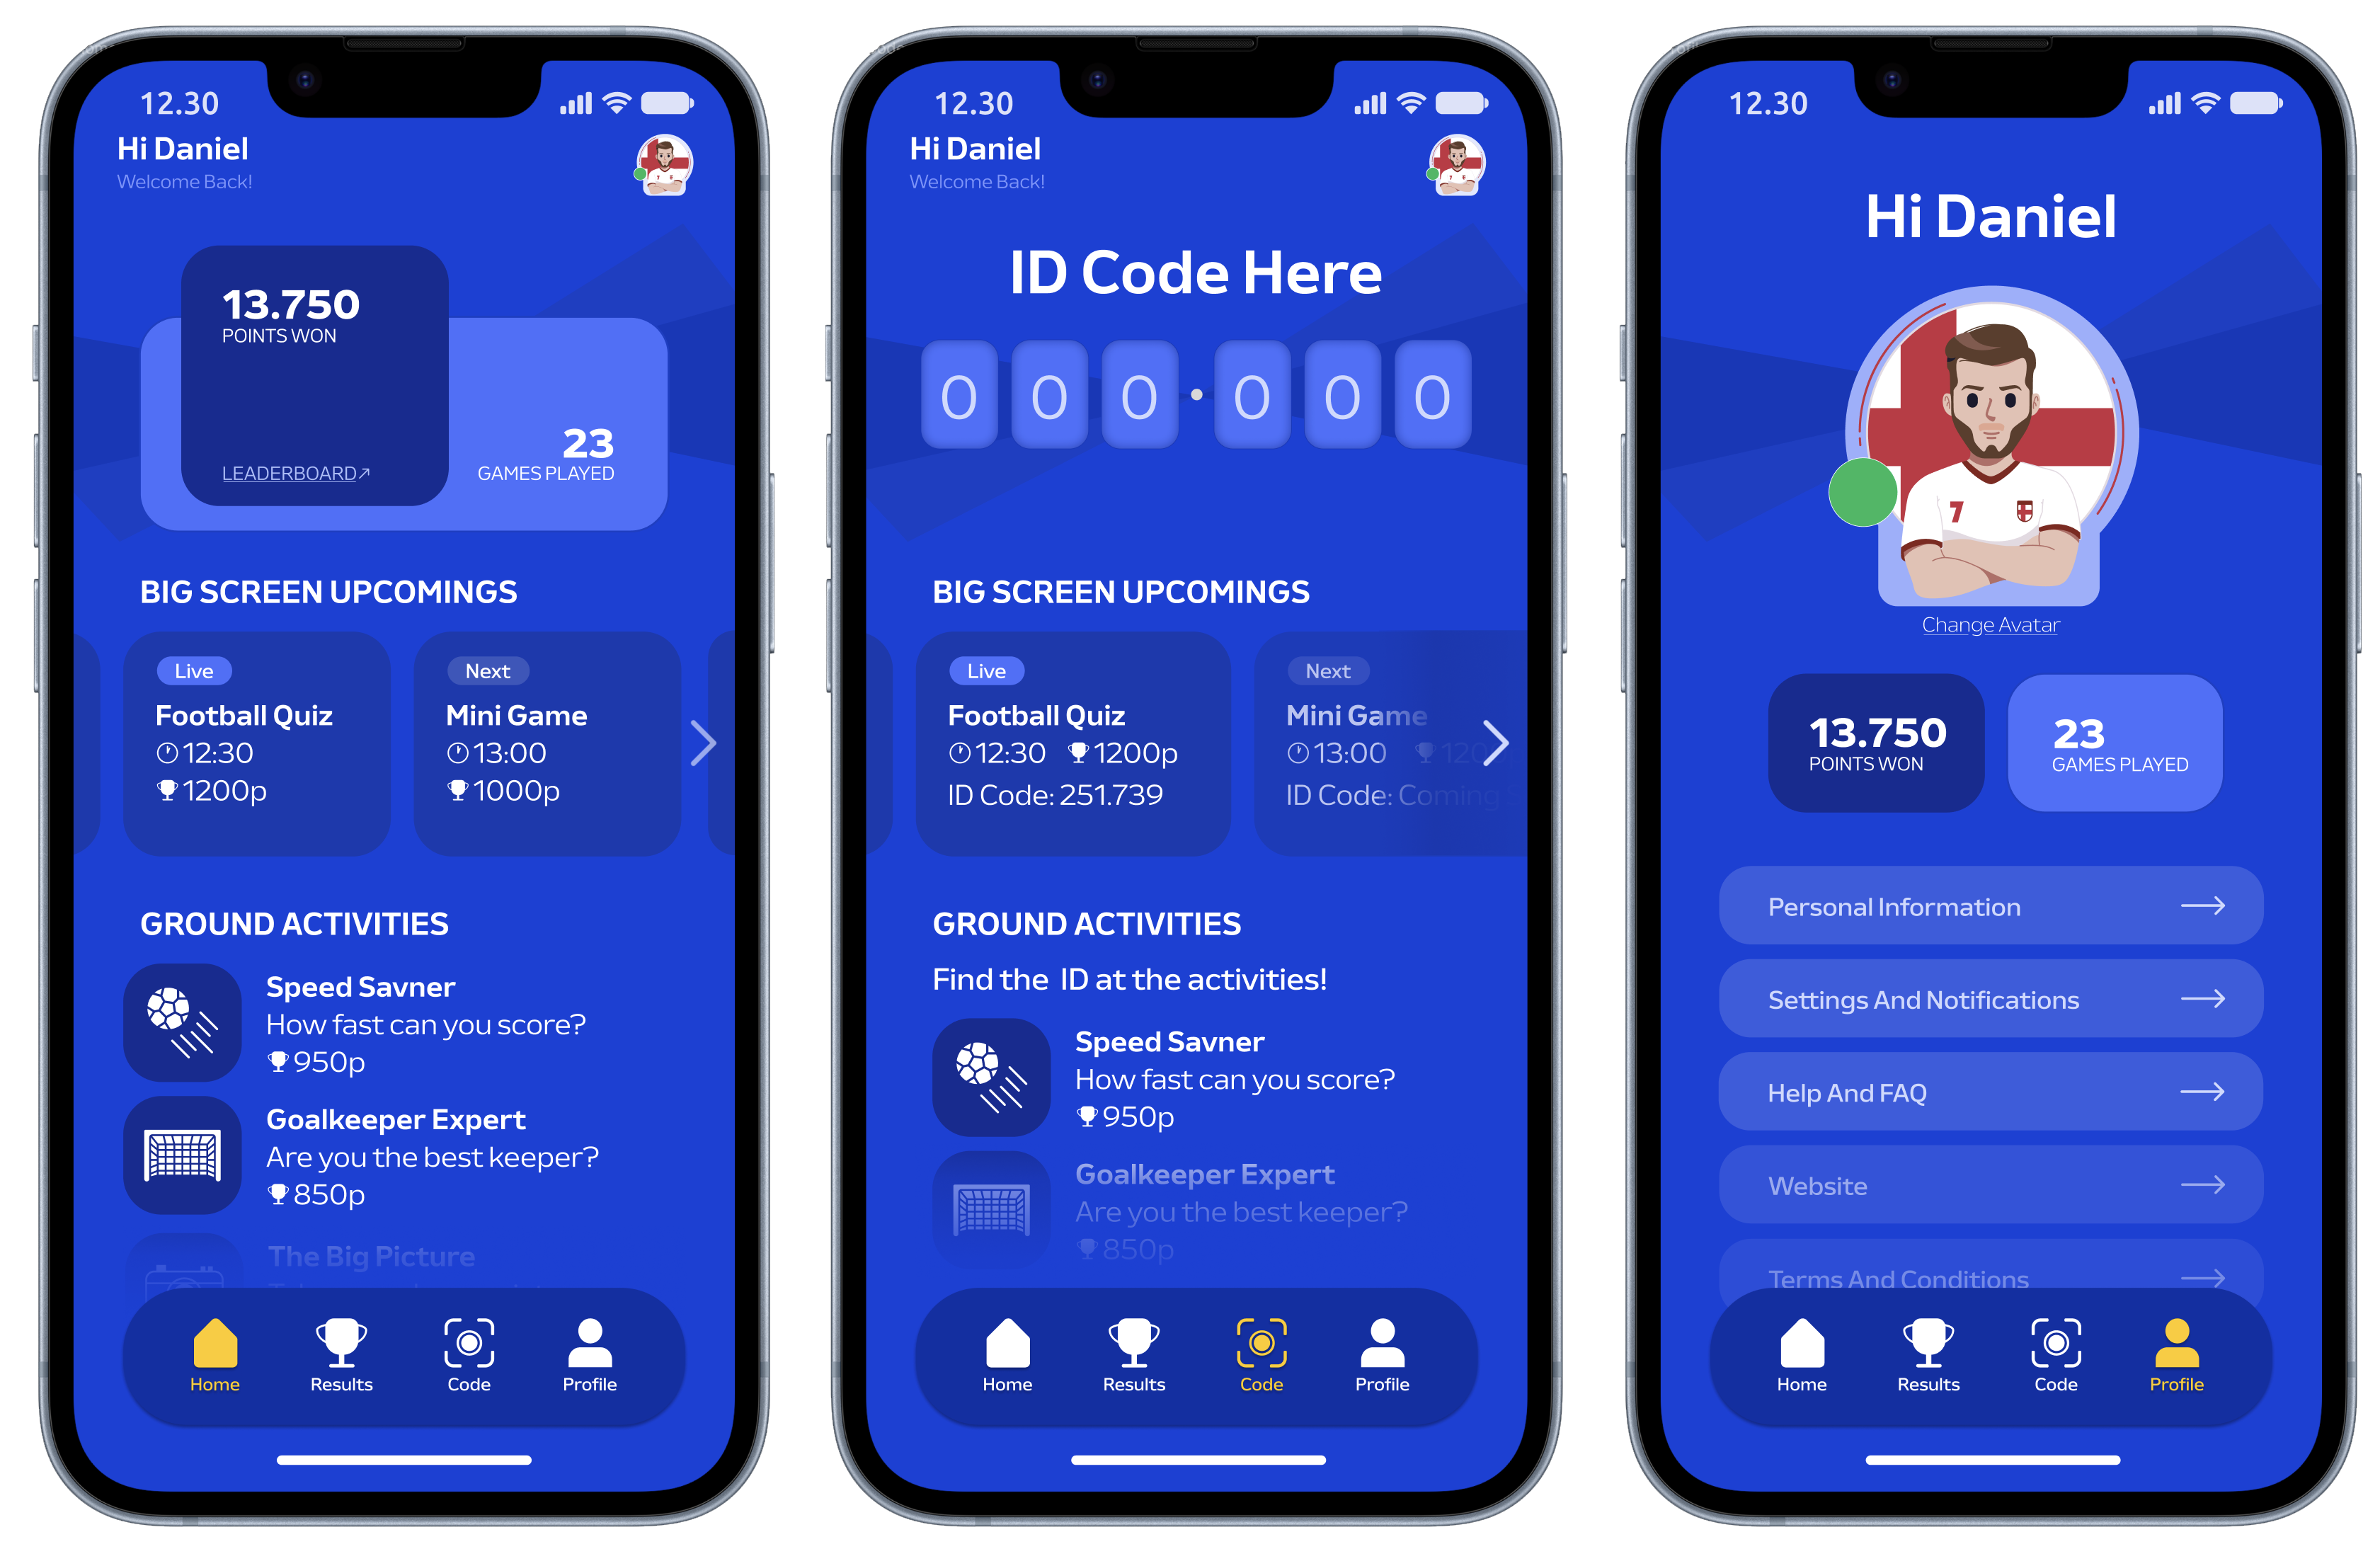 12.30
Hi Daniel
Welcome Back!
13.750
POINTS WON
LEADERBOARD↗
23
GAMES PLAYED
BIG SCREEN UPCOMINGS
Live
Football Quiz
12:30
1200p
Next
Mini Game
13:00
1000p
GROUND ACTIVITIES
Speed Savner
How fast can you score?
950p
Goalkeeper Expert
Are you the best keeper?
850p
The Big Picture
Home
Results
Code
Profile
12.30
Hi Daniel
Welcome Back!
ID Code Here
0 0 0 • 0 0 0
BIG SCREEN UPCOMINGS
Live
Football Quiz
12:30 1200p
ID Code: 251.739
Next
Mini Game
13:00 120
ID Code: Coming
GROUND ACTIVITIES
Find the ID at the activities!
Speed Savner
How fast can you score?
950p
Goalkeeper Expert
Are you the best keeper?
850p
Home
Results
Code
Profile
12.30
Hi Daniel
7
Change Avatar
13.750
POINTS WON
23
GAMES PLAYED
Personal Information
Settings And Notifications
Help And FAQ
Website
Terms And Conditions
Home
Results
Code
Profile